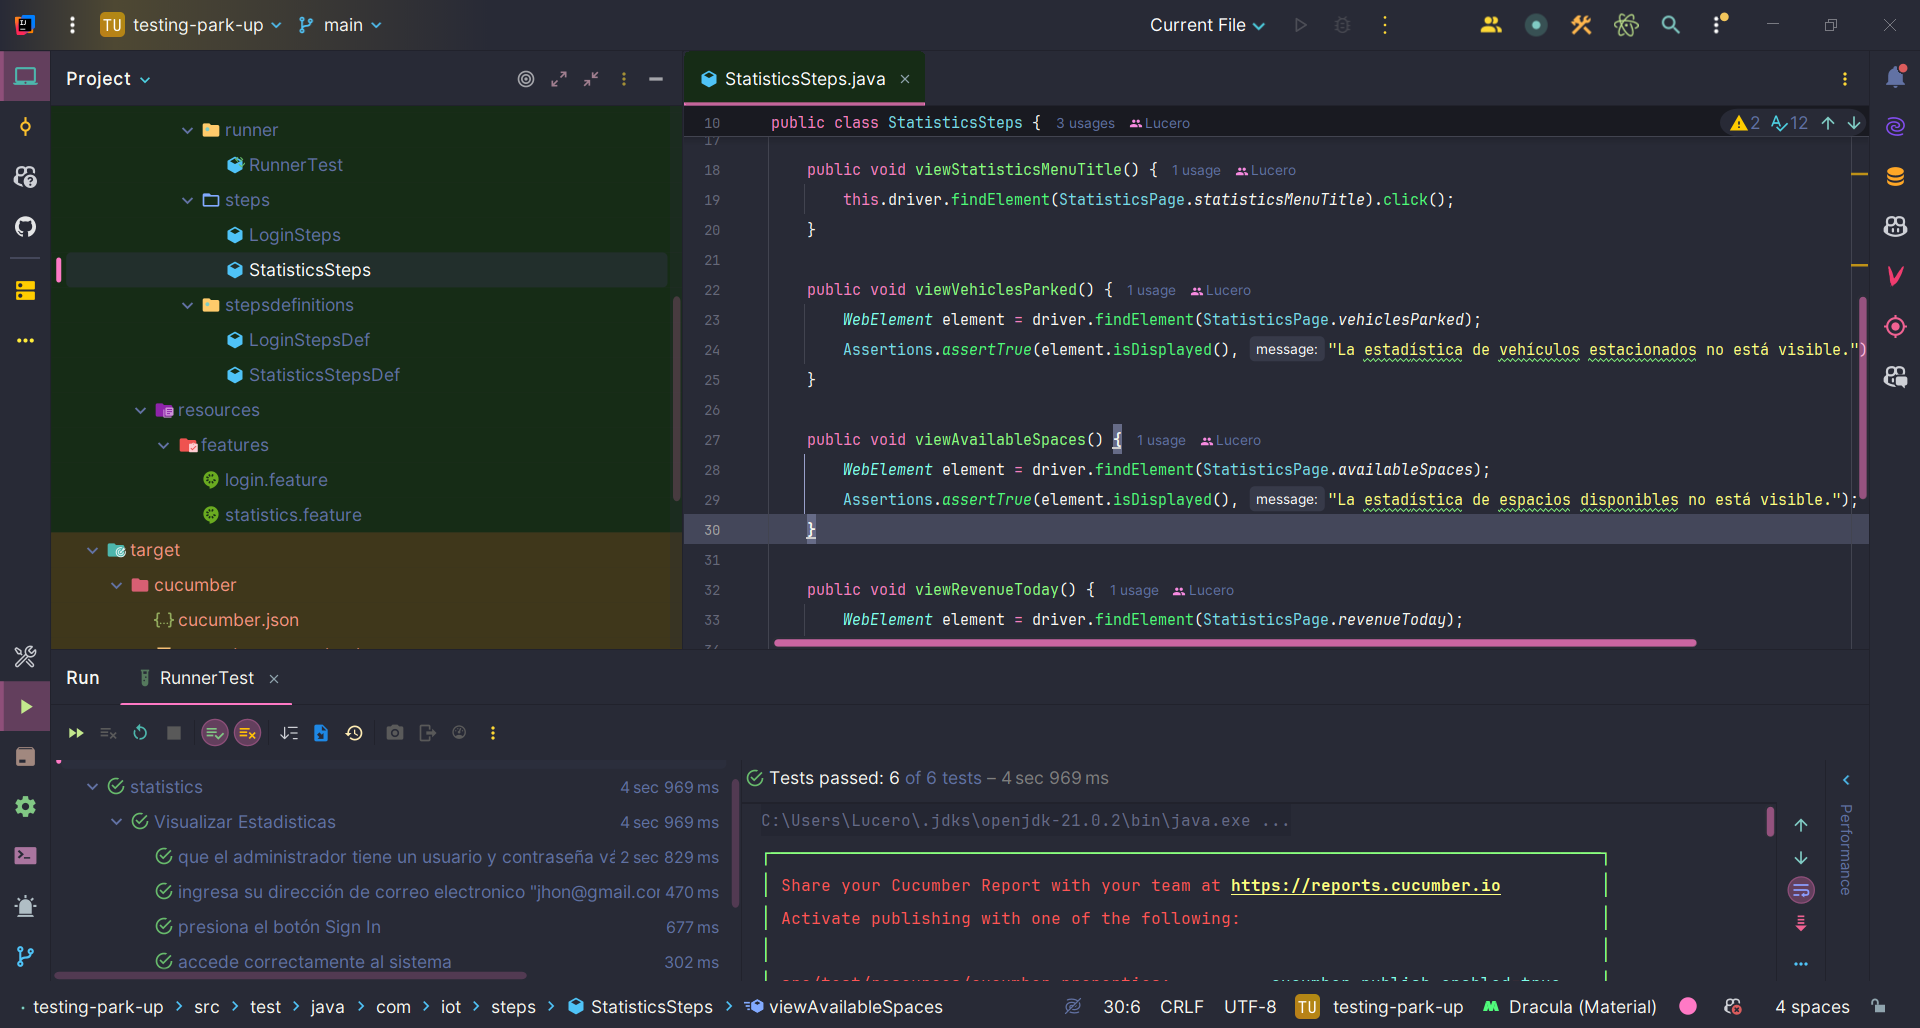 TU testing-park-up main Current File
Project
StatisticsSteps.java
runner
RunnerTest
steps
LoginSteps
StatisticsSteps
stepsdefinitions
LoginStepsDef
StatisticsStepsDef
resources
features
login.feature
statistics.feature
target
cucumber
cucumber.json
10 public class StatisticsSteps { 3 usages Lucero 2 12
17
18 public void viewStatisticsMenuTitle() { 1 usage Lucero
19 this.driver.findElement(StatisticsPage.statisticsMenuTitle).click();
20 }
21
22 public void viewVehiclesParked() { 1 usage Lucero
23 WebElement element = driver.findElement(StatisticsPage.vehiclesParked);
24 Assertions.assertTrue(element.isDisplayed(), message: "La estadística de vehículos estacionados no está visible.")
25 }
26
27 public void viewAvailableSpaces() { 1 usage Lucero
28 WebElement element = driver.findElement(StatisticsPage.availableSpaces);
29 Assertions.assertTrue(element.isDisplayed(), message: "La estadística de espacios disponibles no está visible.");
30 }
31
32 public void viewRevenueToday() { 1 usage Lucero
33 WebElement element = driver.findElement(StatisticsPage.revenueToday);
Run RunnerTest
statistics 4 sec 969 ms
Visualizar Estadisticas 4 sec 969 ms
que el administrador tiene un usuario y contraseña vá 2 sec 829 ms
ingresa su dirección de correo electronico "jhon@gmail.cor 470 ms
presiona el botón Sign In 677 ms
accede correctamente al sistema 302 ms
Tests passed: 6 of 6 tests – 4 sec 969 ms
C:\Users\Lucero\.jdks\openjdk-21.0.2\bin\java.exe ...
Share your Cucumber Report with your team at https://reports.cucumber.io
Activate publishing with one of the following:
Performance
testing-park-up > src > test > java > com > iot > steps > StatisticsSteps > viewAvailableSpaces 30:6 CRLF UTF-8 TU testing-park-up Dracula (Material) 4 spaces